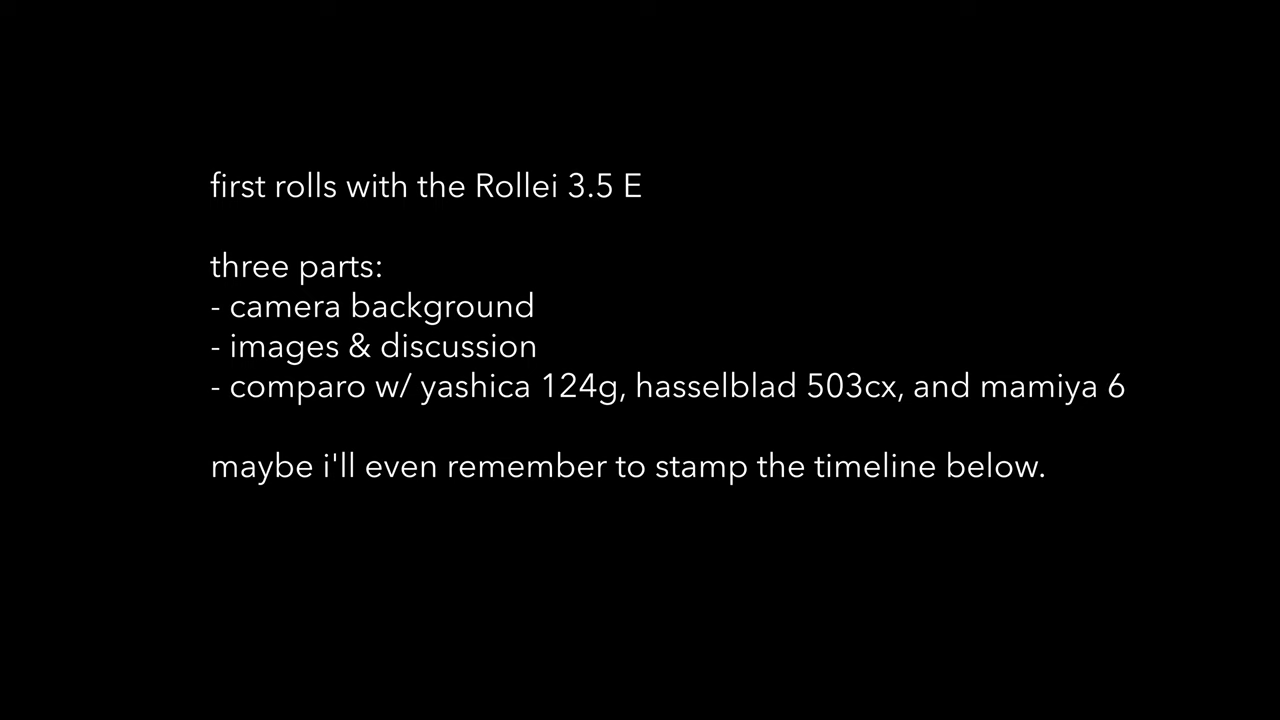 first rolls with the Rollei 3.5 E
three parts:
- camera background
- images & discussion
- comparo w/ yashica 124g, hasselblad 503cx, and mamiya 6
maybe i'll even remember to stamp the timeline below.